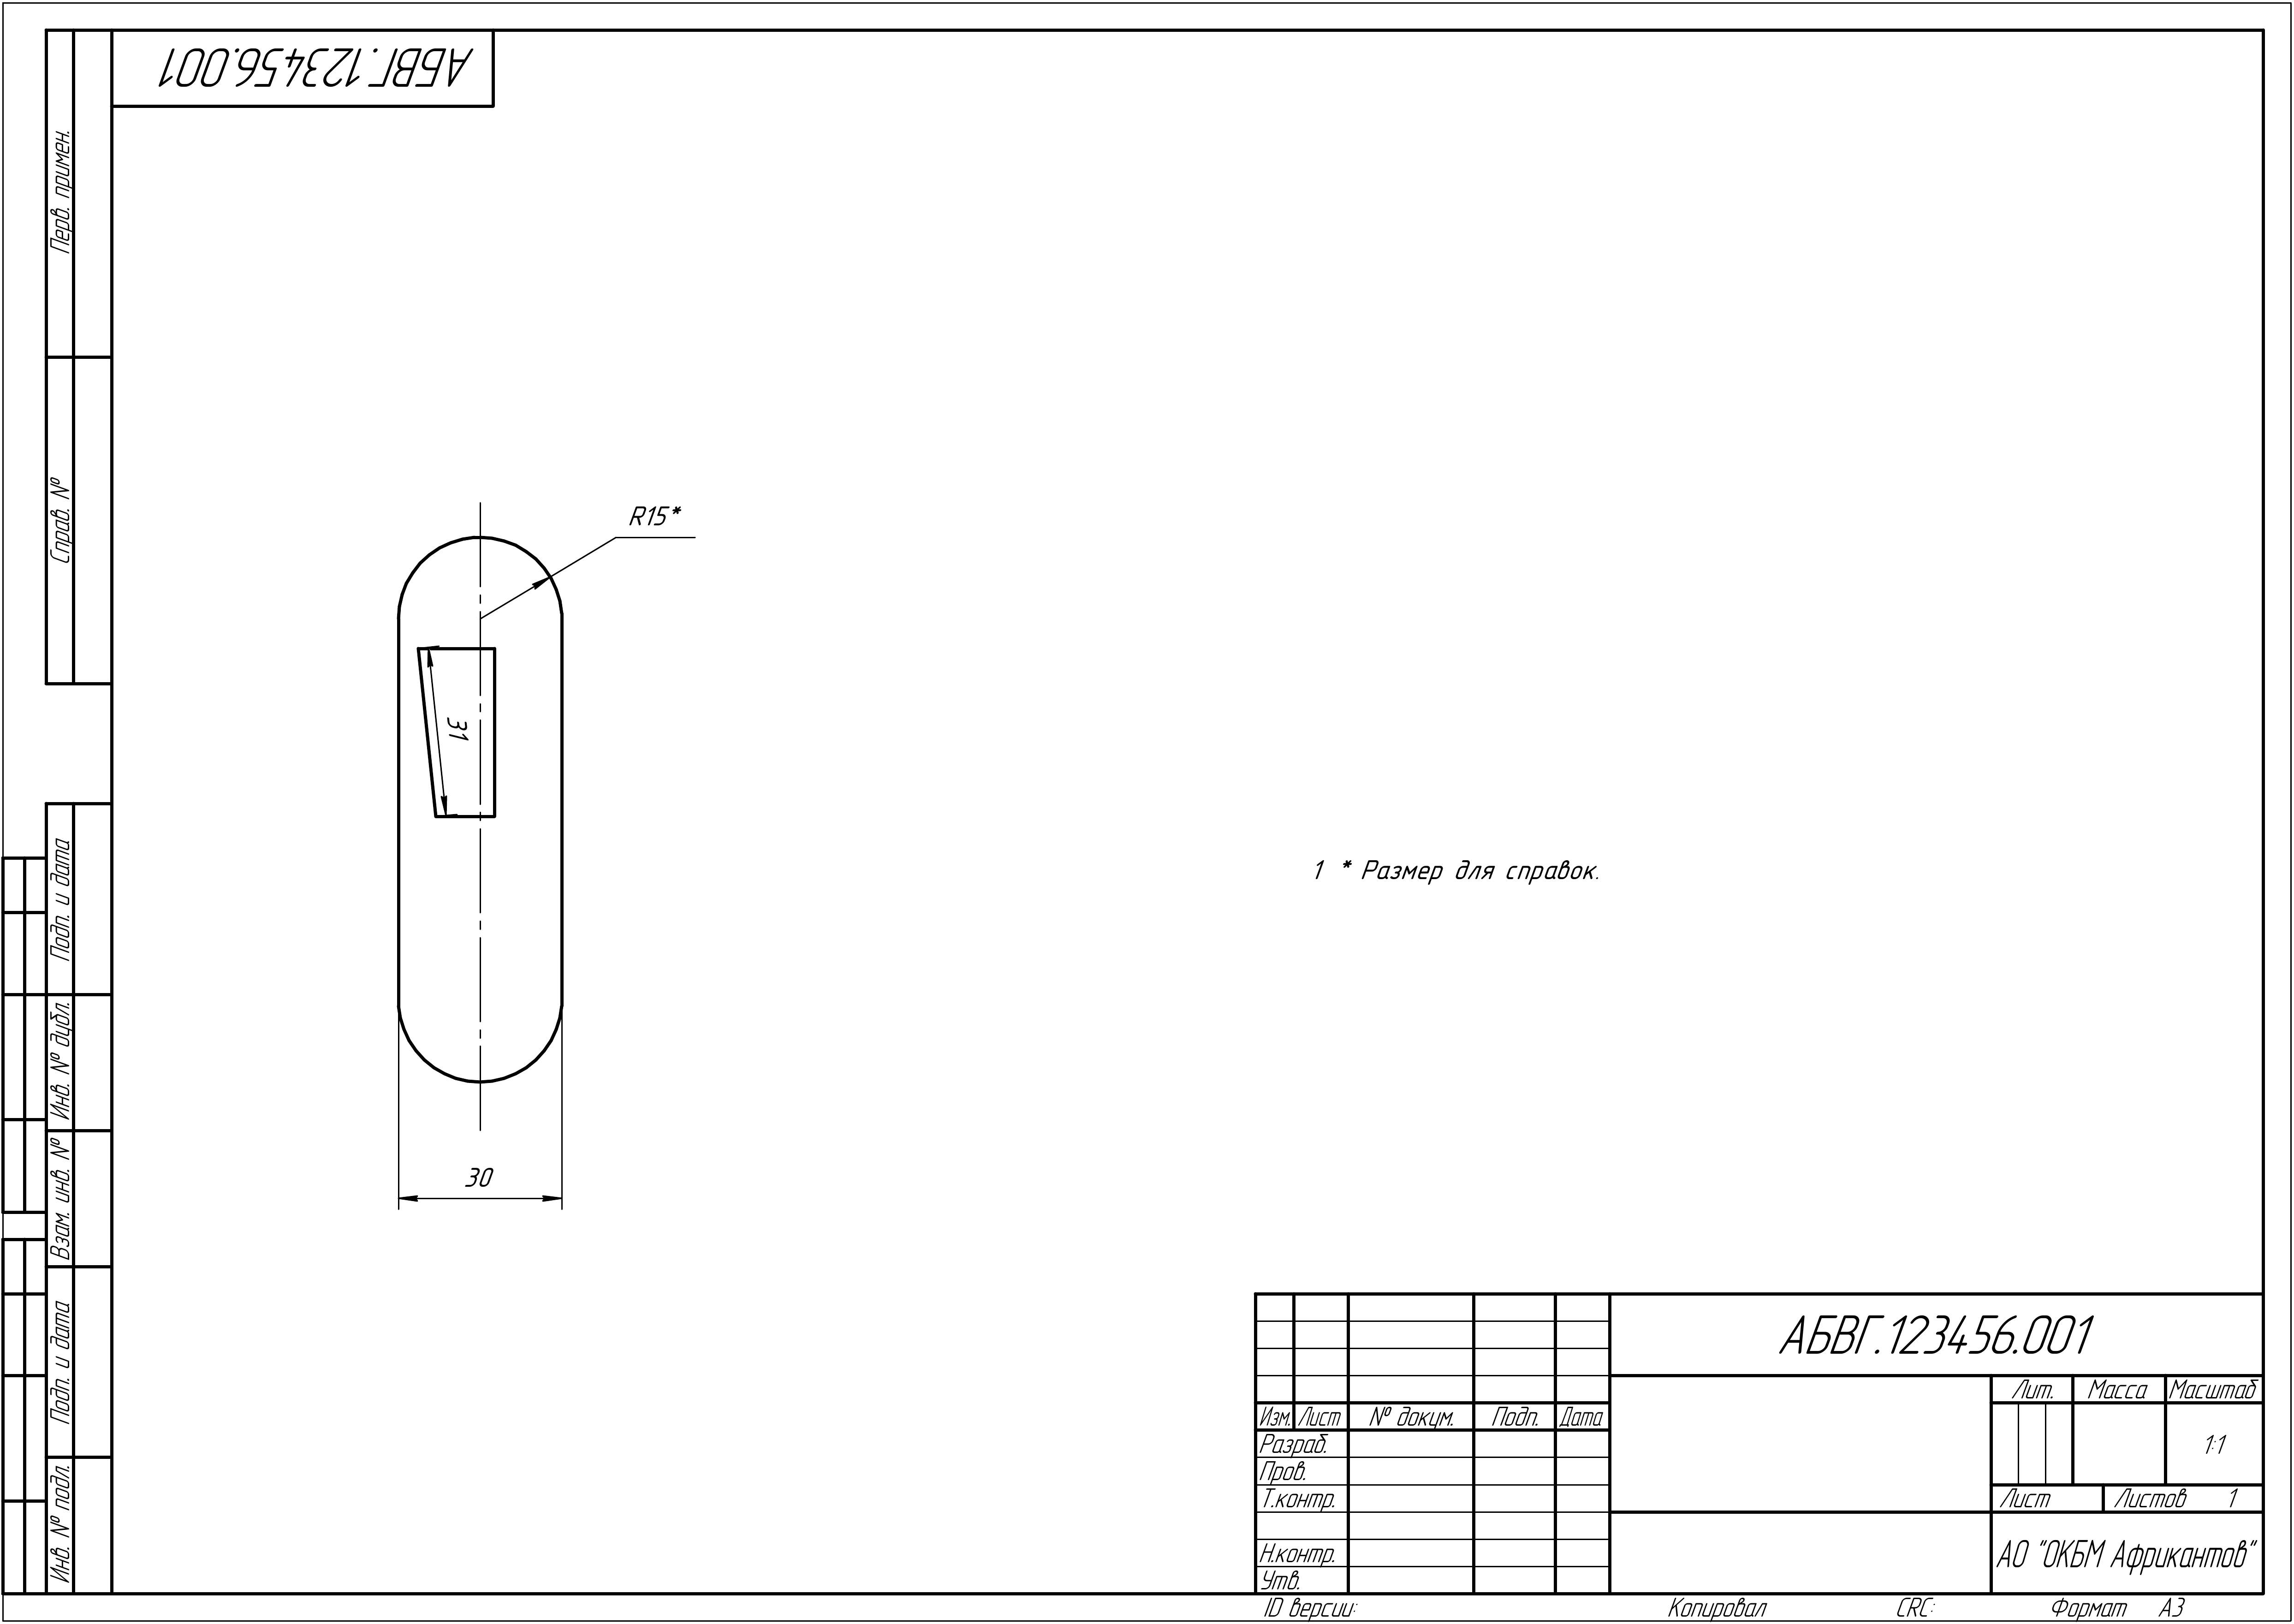 АБВГ.123456.001
Перв. примен.
Справ. №
R15*
31
1 * Размер для справок.
30
Подп. и дата
Инв. № дубл.
Взам. инв. №
Подп. и дата
Инв. № подл.
АБВГ.123456.001
Лит. Масса Масштаб
Изм. Лист № докум. Подп. Дата
Разраб.
1:1
Пров.
Т.контр.
Лист Листов 1
Н.контр.
АО "ОКБМ Африкантов"
Утв.
ID версии: Копировал CRC: Формат А3